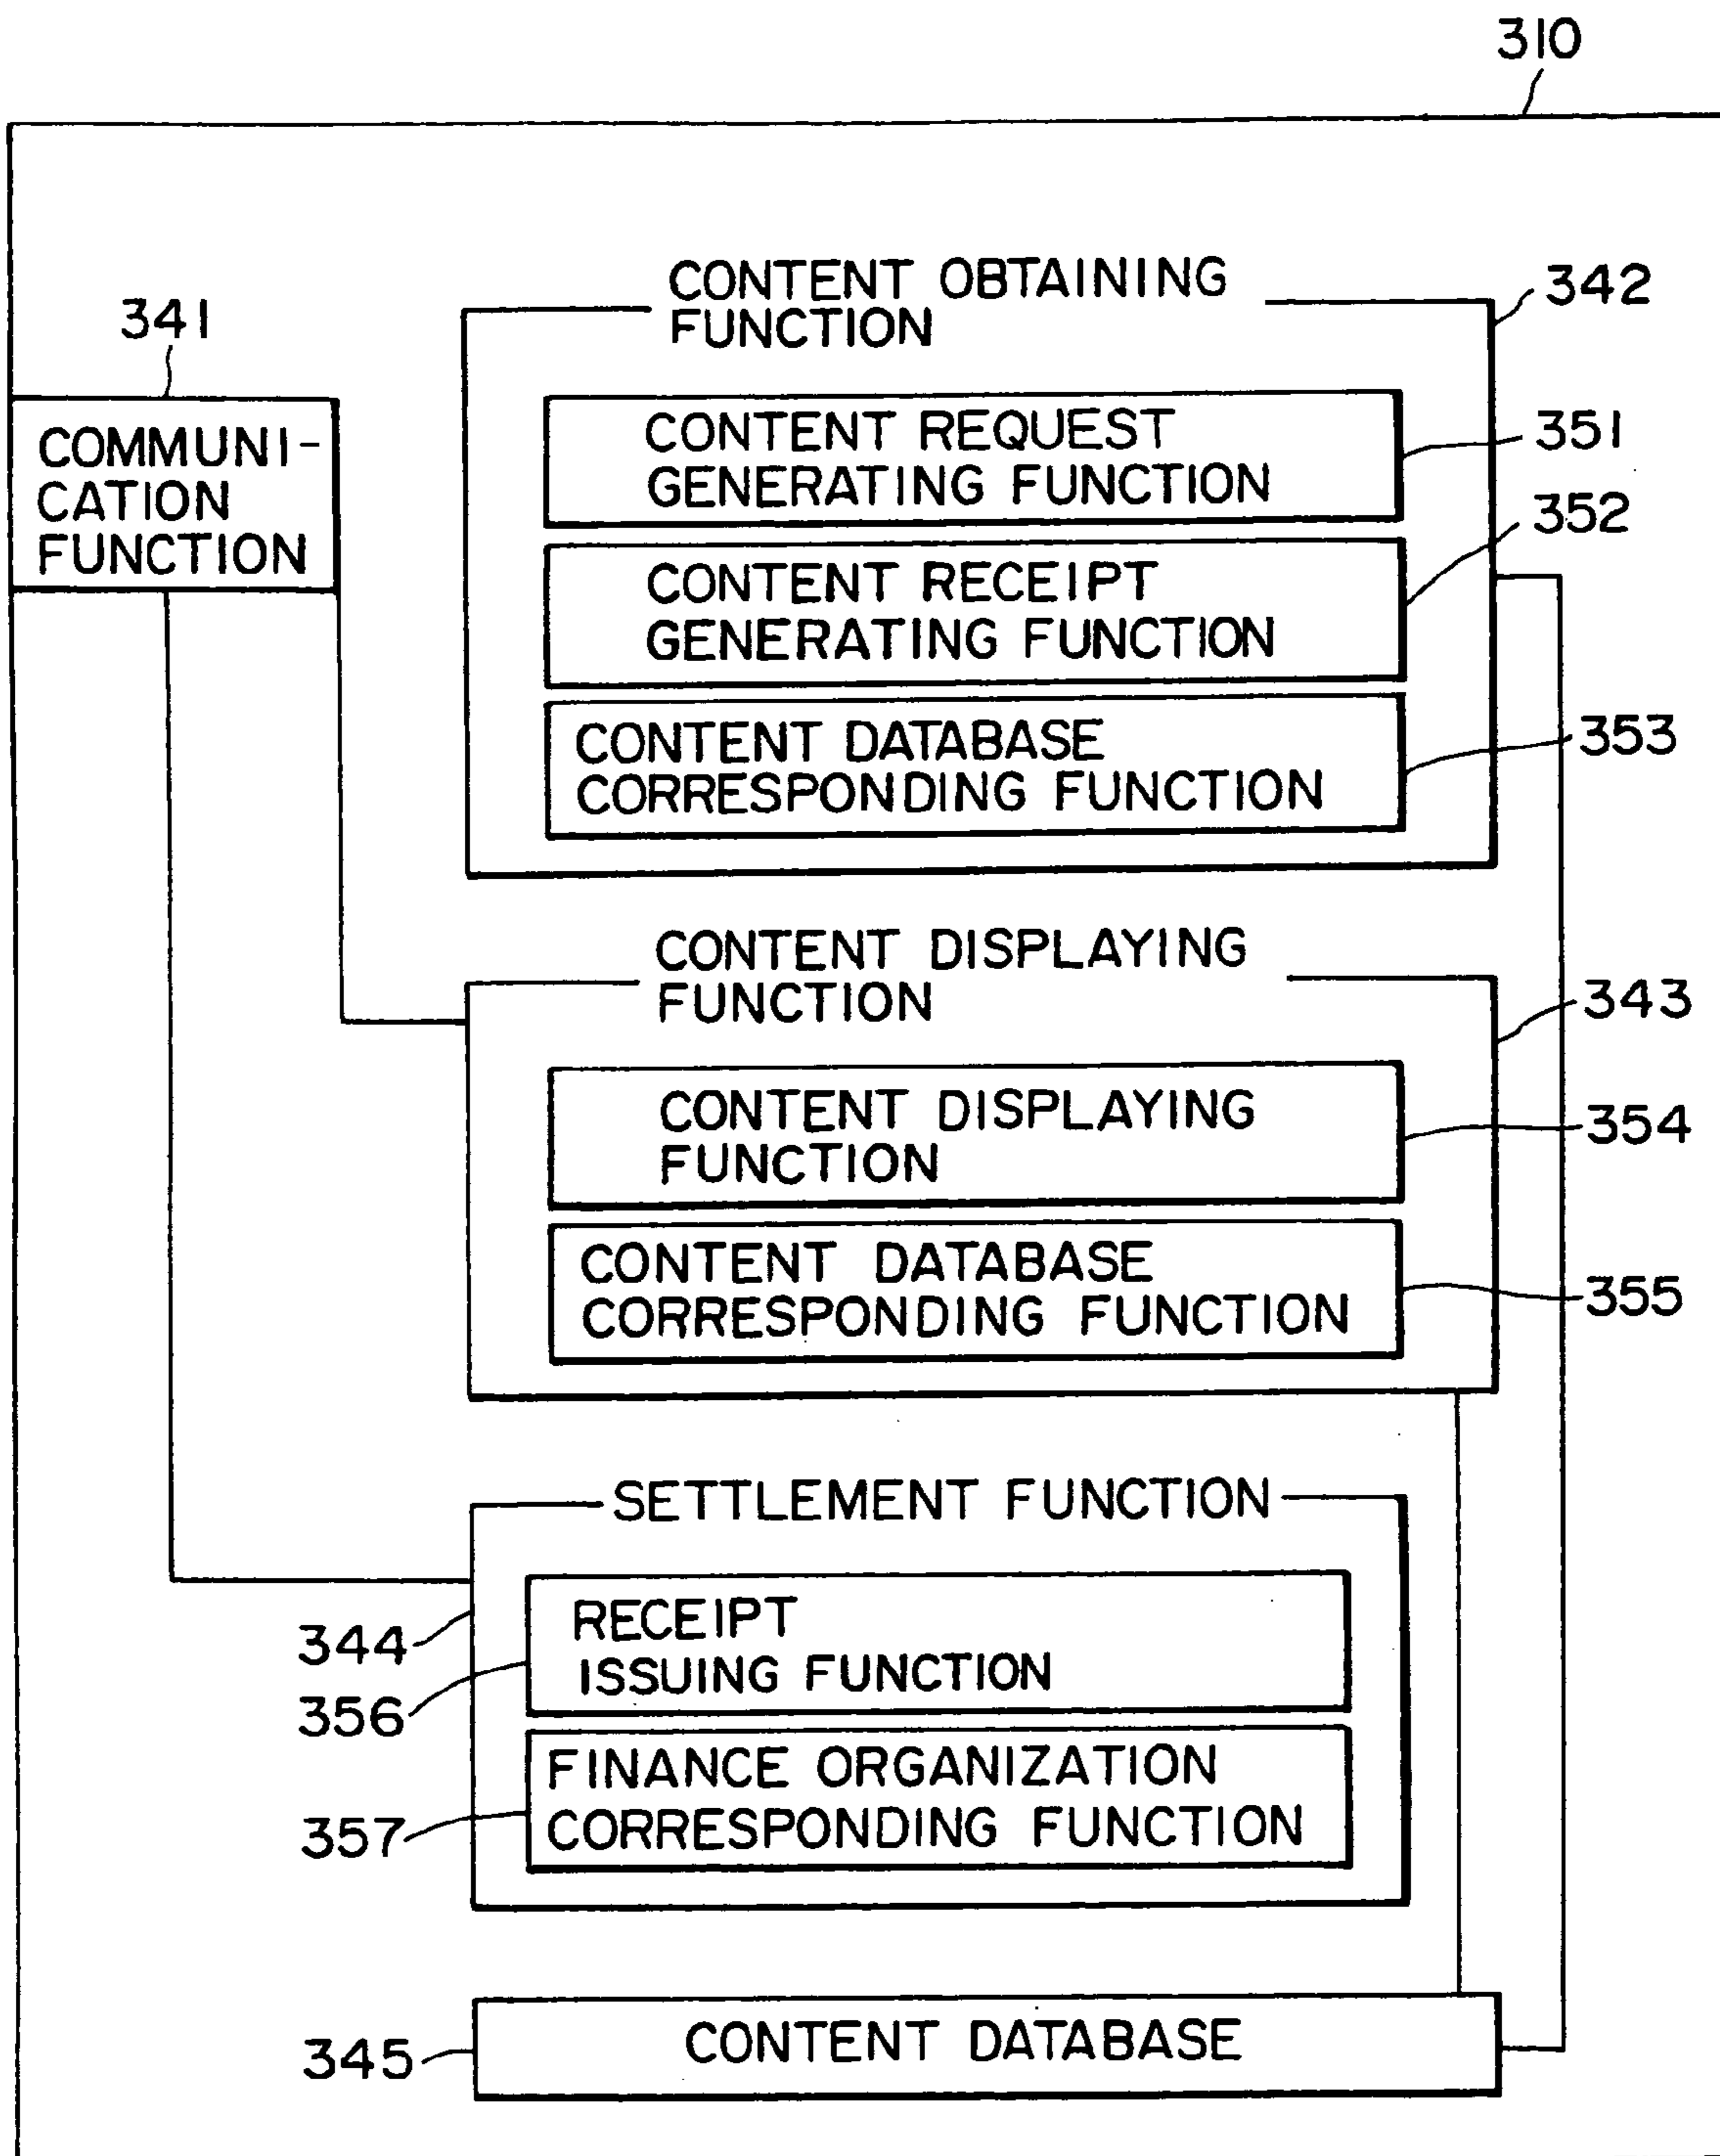 310
CONTENT OBTAINING
FUNCTION
342
341
COMMUNI-
CATION
FUNCTION
CONTENT REQUEST
GENERATING FUNCTION
351
352
CONTENT RECEIPT
GENERATING FUNCTION
CONTENT DATABASE
CORRESPONDING FUNCTION
353
CONTENT DISPLAYING
FUNCTION
343
CONTENT DISPLAYING
FUNCTION
354
CONTENT DATABASE
CORRESPONDING FUNCTION
355
SETTLEMENT FUNCTION
344
RECEIPT
ISSUING FUNCTION
356
FINANCE ORGANIZATION
CORRESPONDING FUNCTION
357
345
CONTENT DATABASE